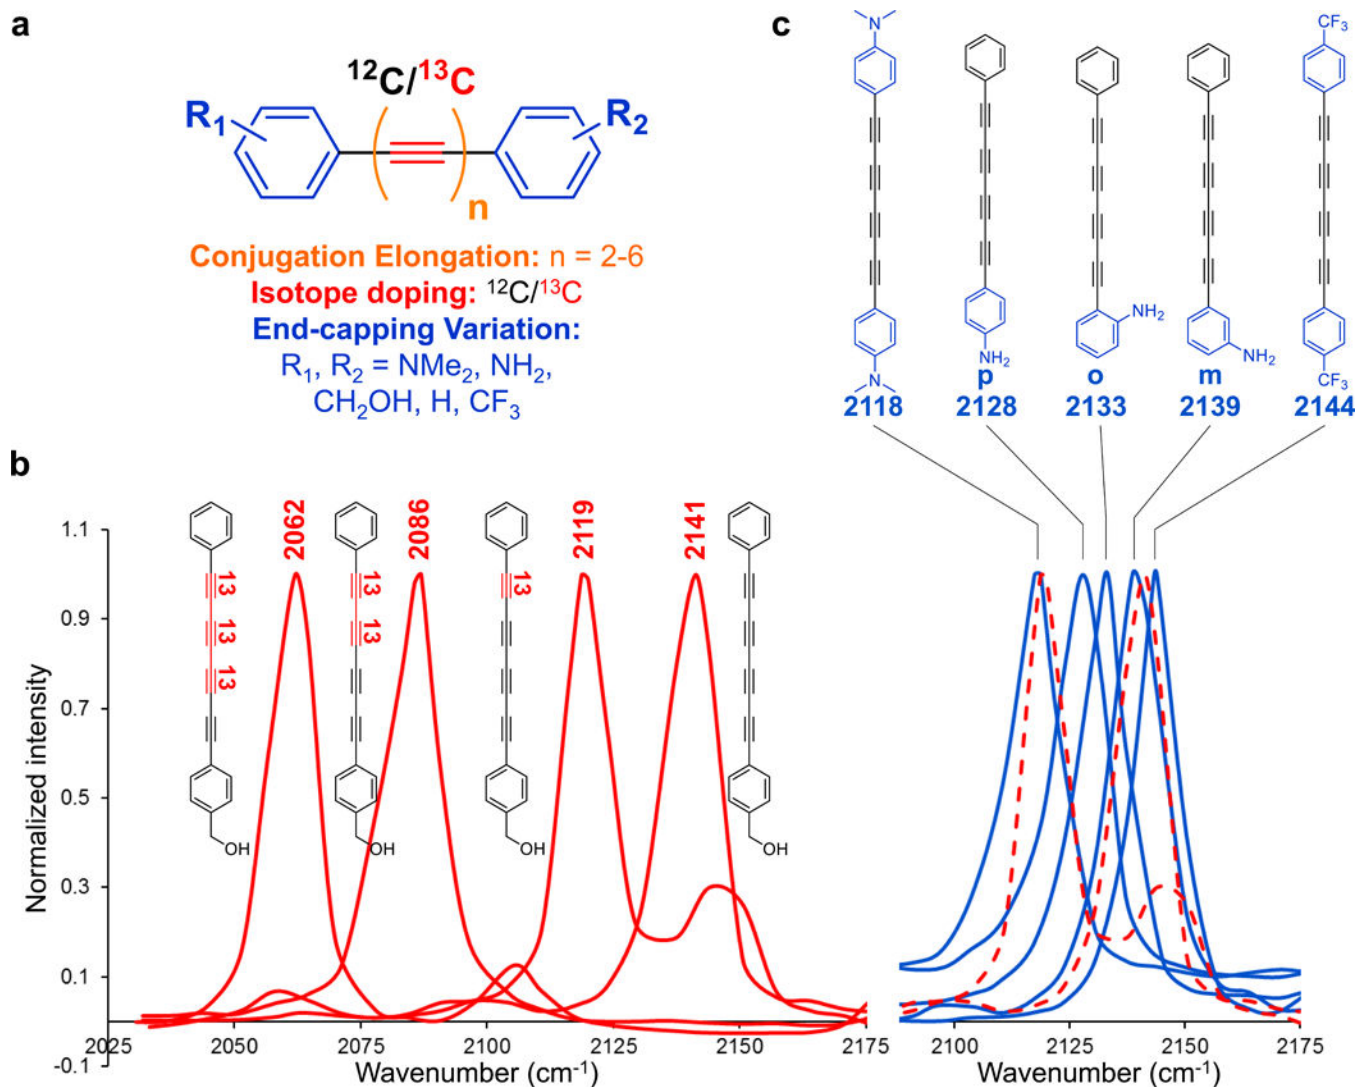 a
¹²C/¹³C
R₁
R₂
n
Conjugation Elongation: n = 2-6
Isotope doping: ¹²C/¹³C
End-capping Variation:
R₁, R₂ = NMe₂, NH₂,
CH₂OH, H, CF₃
b
2062
2086
2119
2141
13
13
13
13
13
13
OH
OH
OH
OH
1.1
0.9
0.7
0.5
0.3
0.1
-0.1
Normalized intensity
2025
2050
2075
2100
2125
2150
2175
Wavenumber (cm⁻¹)
c
N
CF₃
N
NH₂
NH₂
NH₂
CF₃
p
o
m
2118
2128
2133
2139
2144
2100
2125
2150
2175
Wavenumber (cm⁻¹)